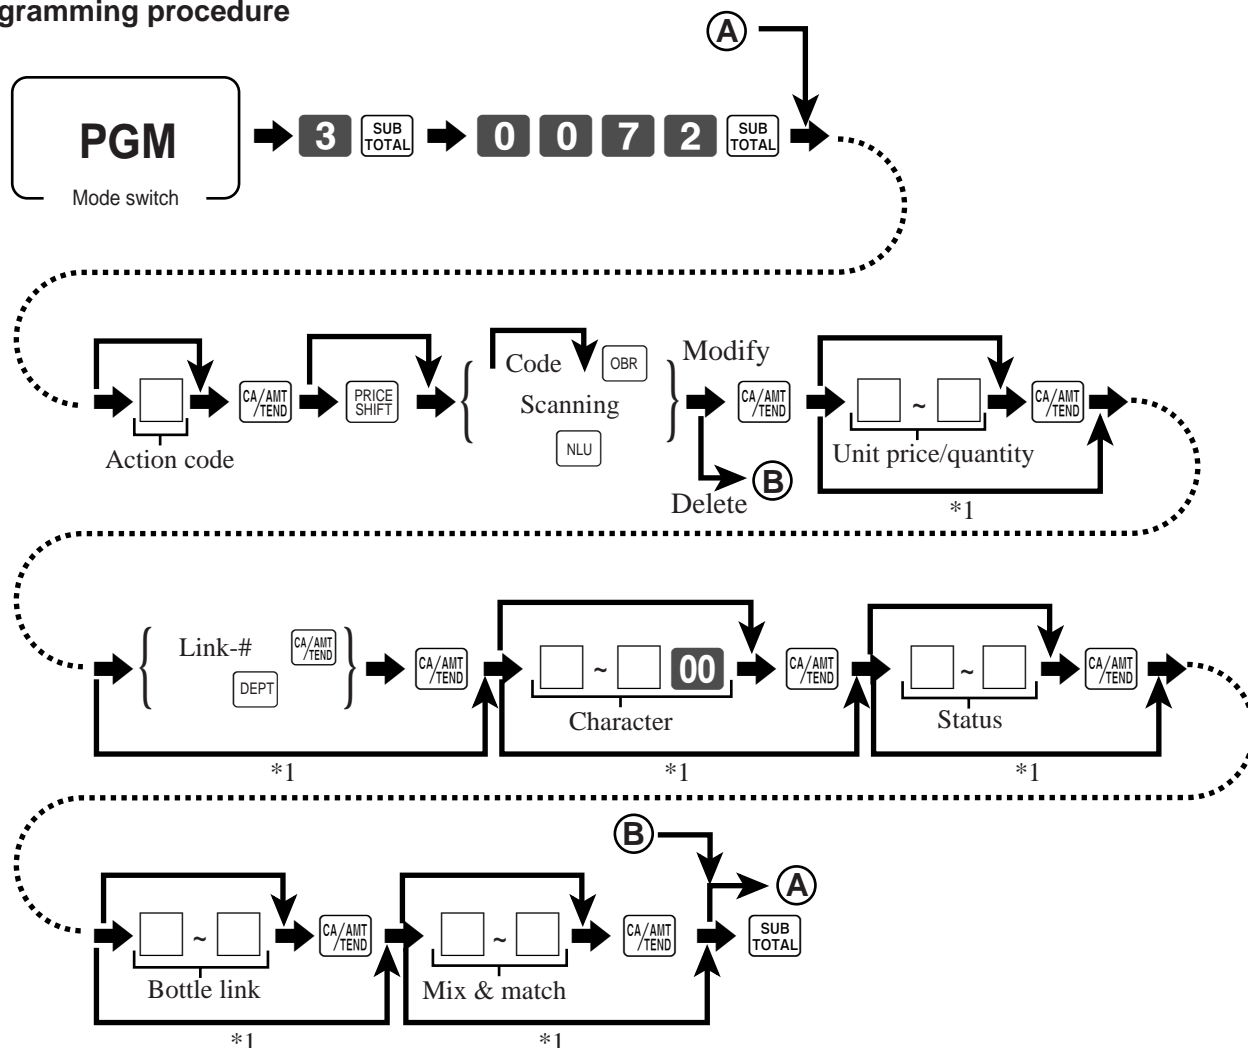 gramming procedure
A
PGM
Mode switch
3 SUB TOTAL 0 0 7 2 SUB TOTAL
Code OBR
Modify
CA/AMT /TEND PRICE SHIFT Scanning CA/AMT /TEND ~ CA/AMT /TEND
NLU
Action code
Unit price/quantity
Delete B
*1
Link-# CA/AMT /TEND
DEPT
CA/AMT /TEND ~ 00 CA/AMT /TEND ~ CA/AMT /TEND
Character
Status
*1 *1 *1
B
A
~ CA/AMT /TEND ~ CA/AMT /TEND SUB TOTAL
Bottle link
Mix & match
*1 *1